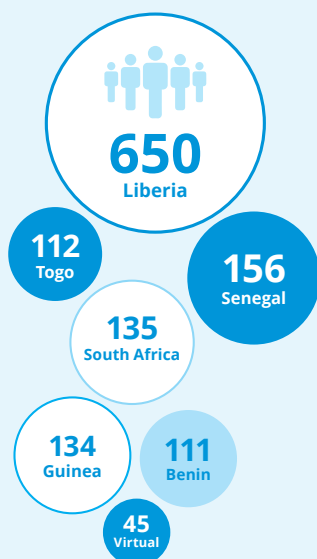 650
Liberia
112
Togo
156
Senegal
135
South Africa
134
Guinea
111
Benin
45
Virtual